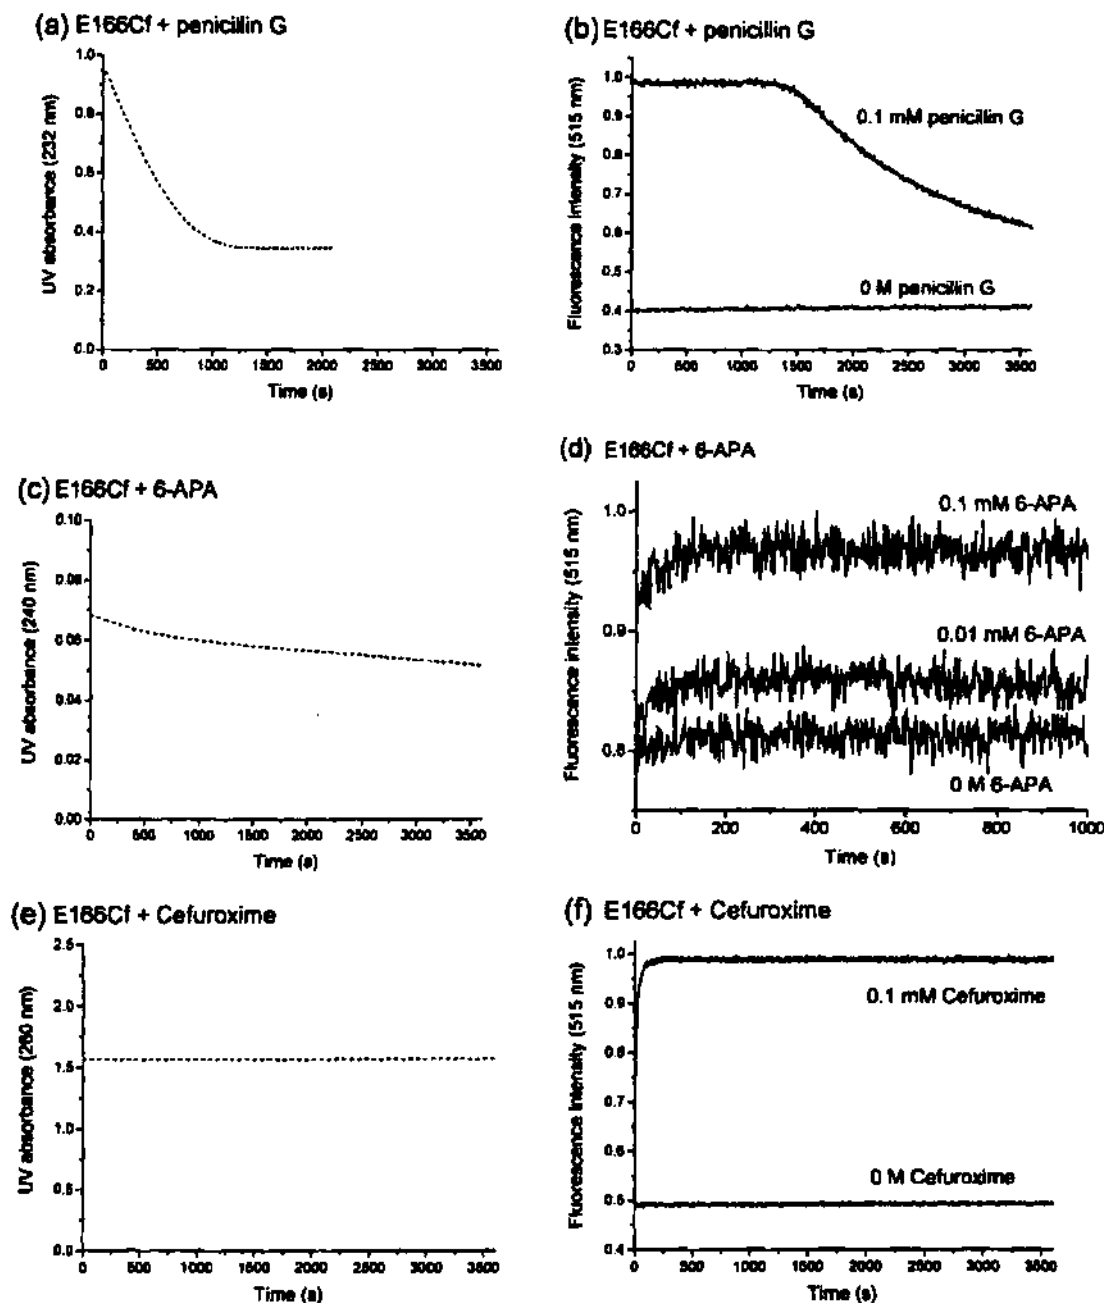 (a) E166Cf + penicillin G
UV absorbance (232 nm)
1.0
0.8
0.6
0.4
0.2
0.0
0 500 1000 1500 2000 2500 3000 3500
Time (s)
(b) E166Cf + penicillin G
Fluorescence intensity (515 nm)
1.0
0.9
0.8
0.7
0.6
0.5
0.4
0.3
0.1 mM penicillin G
0 M penicillin G
0 500 1000 1500 2000 2500 3000 3500
Time (s)
(c) E166Cf + 6-APA
UV absorbance (240 nm)
0.10
0.08
0.06
0.04
0.02
0.00
0 500 1000 1500 2000 2500 3000 3500
Time (s)
(d) E166Cf + 6-APA
Fluorescence intensity (515 nm)
1.0
0.9
0.8
0.1 mM 6-APA
0.01 mM 6-APA
0 M 6-APA
0 200 400 600 800 1000
Time (s)
(e) E166Cf + Cefuroxime
UV absorbance (260 nm)
2.5
2.0
1.5
1.0
0.5
0.0
0 500 1000 1500 2000 2500 3000 3500
Time (s)
(f) E166Cf + Cefuroxime
Fluorescence intensity (515 nm)
1.0
0.9
0.8
0.7
0.6
0.5
0.4
0.1 mM Cefuroxime
0 M Cefuroxime
0 500 1000 1500 2000 2500 3000 3500
Time (s)